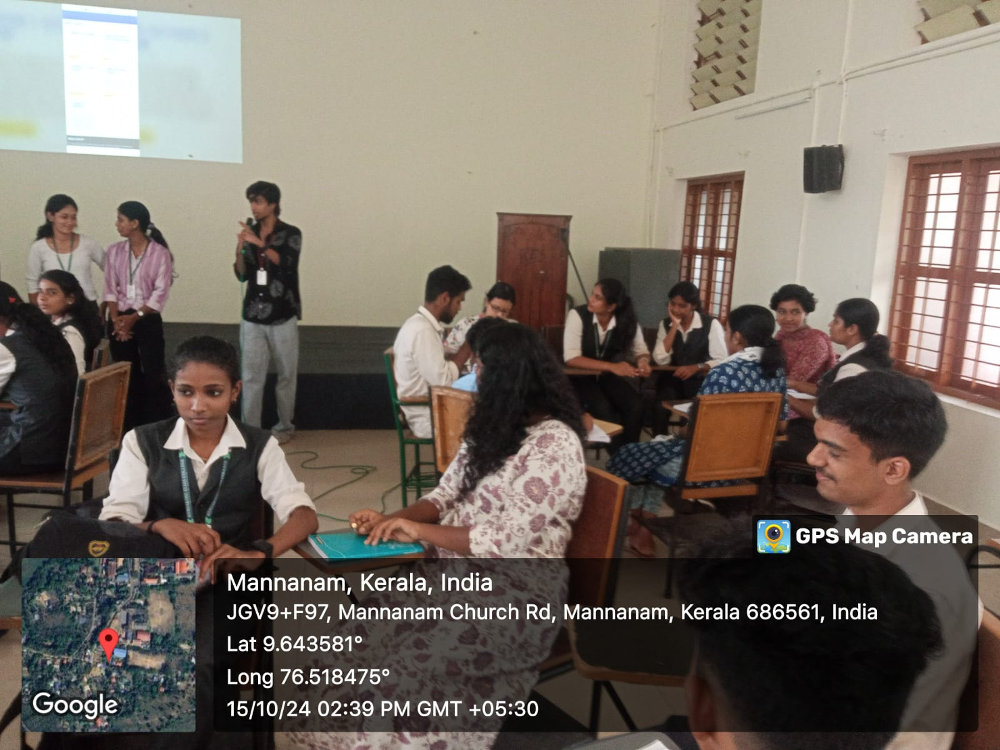 KE'S
GPS Map Camera
Mannanam, Kerala, India
JGV9+F97, Mannanam Church Rd, Mannanam, Kerala 686561, India
Lat 9.643581°
Long 76.518475°
15/10/24 02:39 PM GMT +05:30
Google